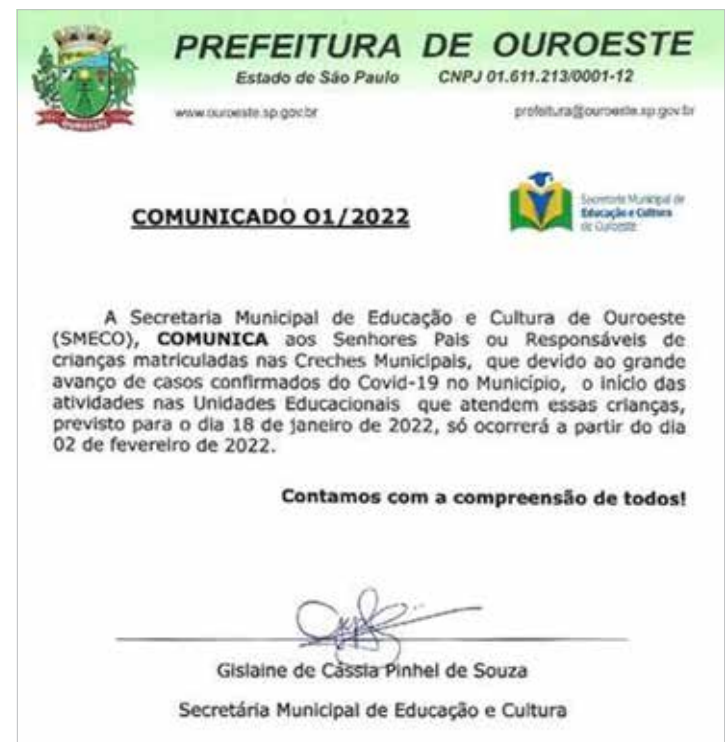 PREFEITURA DE OUROESTE
Estado de São Paulo CNPJ 01.611.213/0001-12
www.ouroeste.sp.gov.br prefeitura@ouroeste.sp.gov.br
OUROESTE
Secretaria Municipal de
Educação e Cultura
de Ouroeste
COMUNICADO O1/2022
A Secretaria Municipal de Educação e Cultura de Ouroeste
(SMECO), COMUNICA aos Senhores Pais ou Responsáveis de
crianças matriculadas nas Creches Municipais, que devido ao grande
avanço de casos confirmados do Covid-19 no Município, o início das
atividades nas Unidades Educacionais que atendem essas crianças,
previsto para o dia 18 de janeiro de 2022, só ocorrerá a partir do dia
02 de fevereiro de 2022.
Contamos com a compreensão de todos!
Gislaine de Cássia Pinhel de Souza
Secretária Municipal de Educação e Cultura